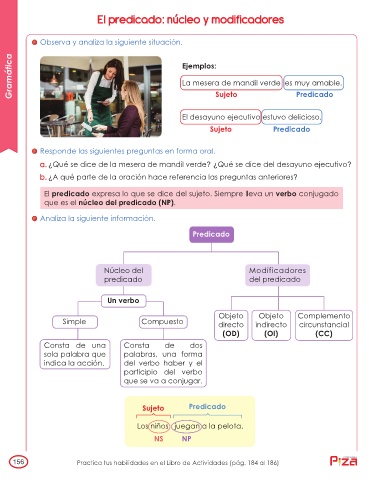 El predicado: núcleo y modificadores
Gramática
Observa y analiza la siguiente situación.
Ejemplos:
La mesera de mandil verde es muy amable.
Sujeto Predicado
El desayuno ejecutivo estuvo delicioso.
Sujeto Predicado
Responde las siguientes preguntas en forma oral.
a. ¿Qué se dice de la mesera de mandil verde? ¿Qué se dice del desayuno ejecutivo?
b. ¿A qué parte de la oración hace referencia las preguntas anteriores?
El predicado expresa lo que se dice del sujeto. Siempre lleva un verbo conjugado
que es el núcleo del predicado (NP).
Analiza la siguiente información.
Predicado
Núcleo del
predicado
Modificadores
del predicado
Un verbo
Simple
Compuesto
Objeto
directo
(OD)
Objeto
indirecto
(OI)
Complemento
circunstancial
(CC)
Consta de una
sola palabra que
indica la acción.
Consta de dos
palabras, una forma
del verbo haber y el
participio del verbo
que se va a conjugar.
Sujeto Predicado
Los niños juegan a la pelota.
NS NP
156
Practica tus habilidades en el Libro de Actividades (pág. 184 al 186)